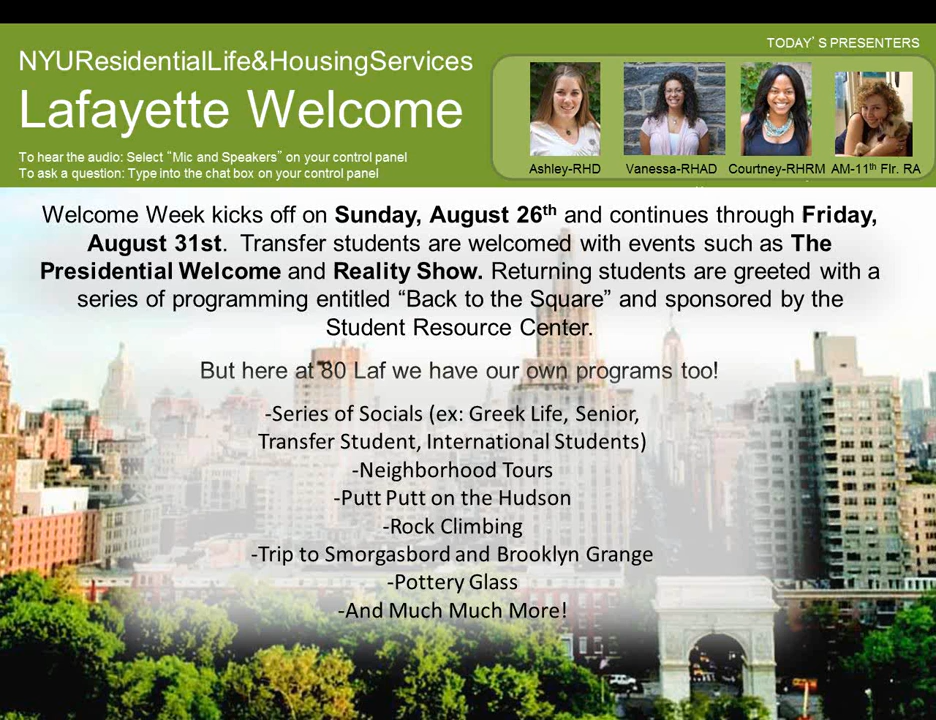 TODAY’S PRESENTERS
NYUResidentialLife&HousingServices
Lafayette Welcome
To hear the audio: Select “Mic and Speakers” on your control panel
To ask a question: Type into the chat box on your control panel
Ashley-RHD Vanessa-RHAD Courtney-RHRM AM-11th Flr. RA
Welcome Week kicks off on Sunday, August 26th and continues through Friday,
August 31st. Transfer students are welcomed with events such as The
Presidential Welcome and Reality Show. Returning students are greeted with a
series of programming entitled “Back to the Square” and sponsored by the
Student Resource Center.
But here at 80 Laf we have our own programs too!
-Series of Socials (ex: Greek Life, Senior,
Transfer Student, International Students)
-Neighborhood Tours
-Putt Putt on the Hudson
-Rock Climbing
-Trip to Smorgasbord and Brooklyn Grange
-Pottery Glass
-And Much Much More!